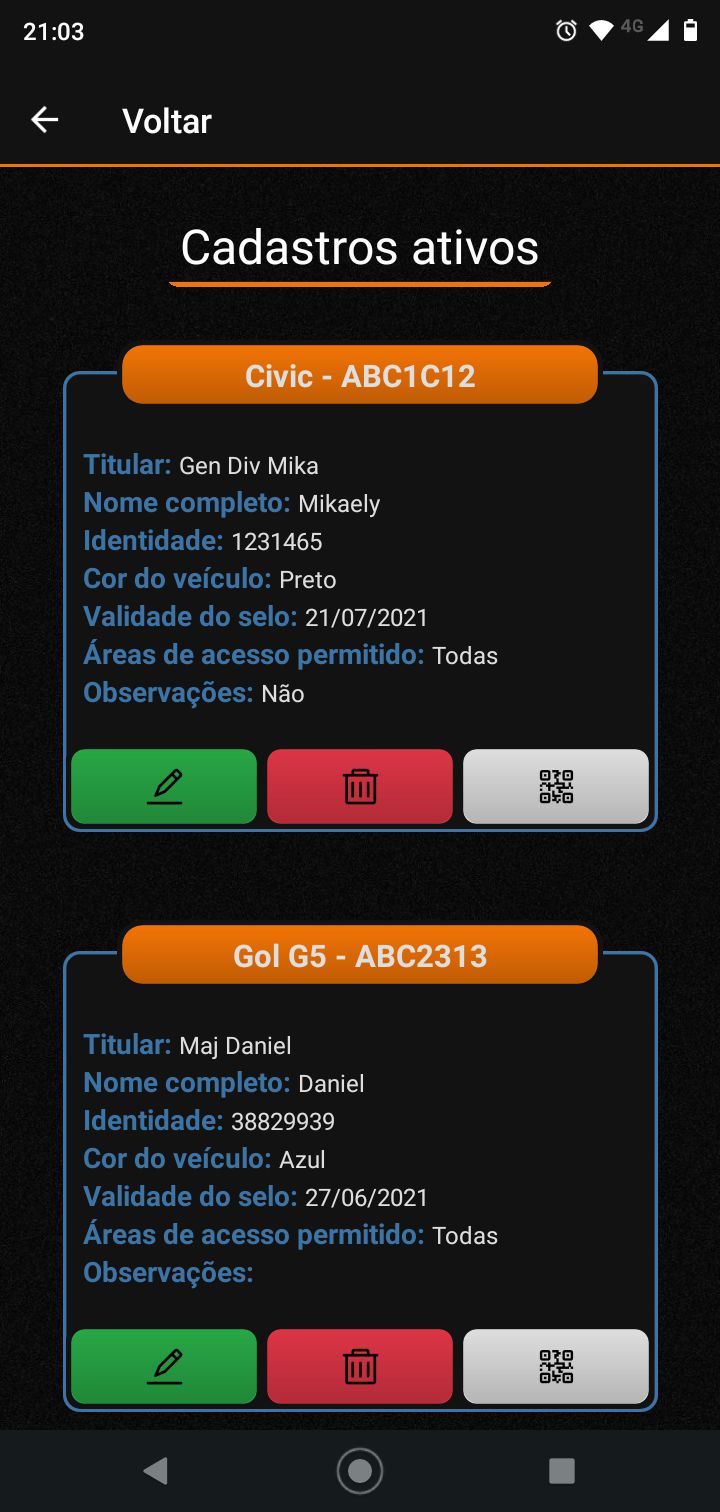 21:03
4G
Voltar
Cadastros ativos
Civic - ABC1C12
Titular: Gen Div Mika
Nome completo: Mikaely
Identidade: 1231465
Cor do veículo: Preto
Validade do selo: 21/07/2021
Áreas de acesso permitido: Todas
Observações: Não
Gol G5 - ABC2313
Titular: Maj Daniel
Nome completo: Daniel
Identidade: 38829939
Cor do veículo: Azul
Validade do selo: 27/06/2021
Áreas de acesso permitido: Todas
Observações: